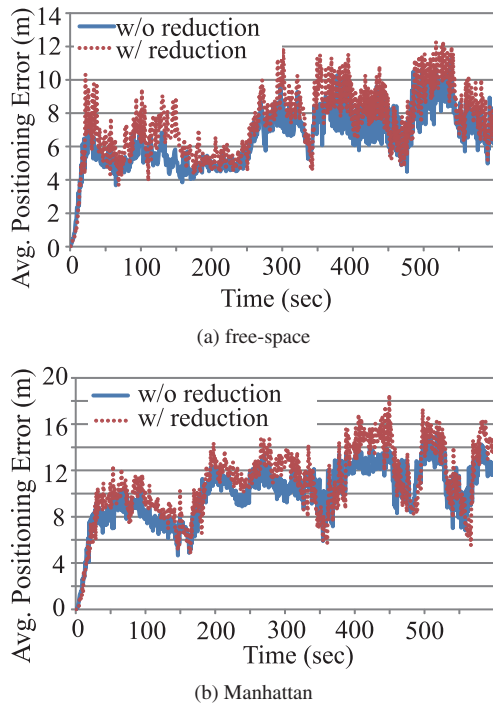 Avg. Positioning Error (m)
14
12
10
8
6
4
2
0
w/o reduction
w/ reduction
0 100 200 300 400 500
Time (sec)
(a) free-space
Avg. Positioning Error (m)
20
16
12
8
4
0
w/o reduction
w/ reduction
0 100 200 300 400 500
Time (sec)
(b) Manhattan